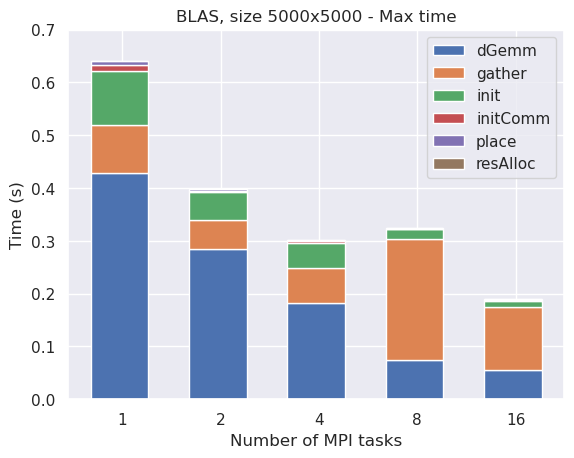 BLAS, size 5000x5000 - Max time
0.7
0.6
0.5
0.4
0.3
0.2
0.1
0.0
Time (s)
dGemm
gather
init
initComm
place
resAlloc
1 2 4 8 16
Number of MPI tasks